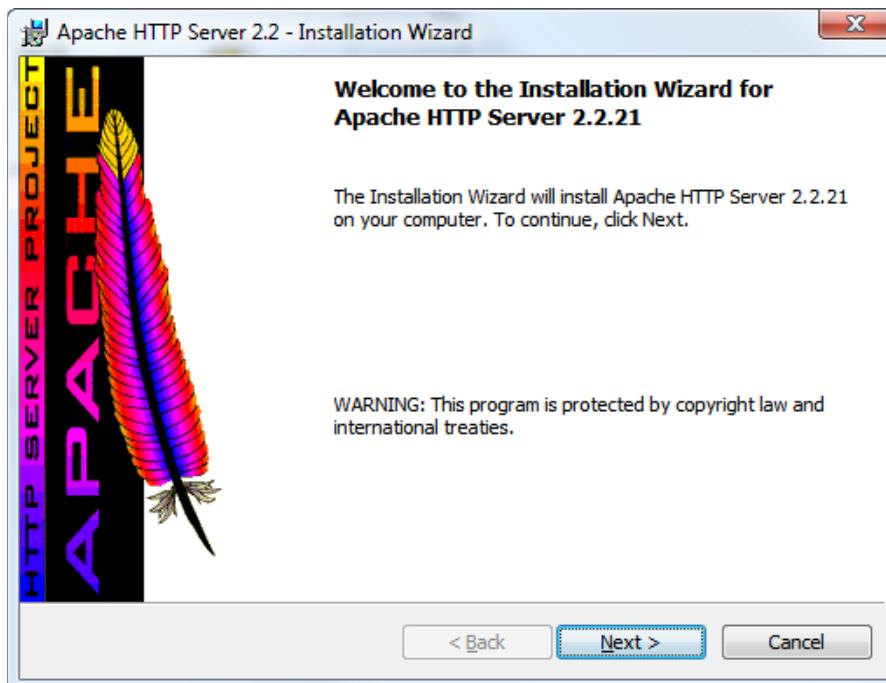 Apache HTTP Server 2.2 - Installation Wizard
HTTP SERVER PROJECT
APACHE
Welcome to the Installation Wizard for
Apache HTTP Server 2.2.21
The Installation Wizard will install Apache HTTP Server 2.2.21
on your computer. To continue, click Next.
WARNING: This program is protected by copyright law and
international treaties.
< Back
Next >
Cancel